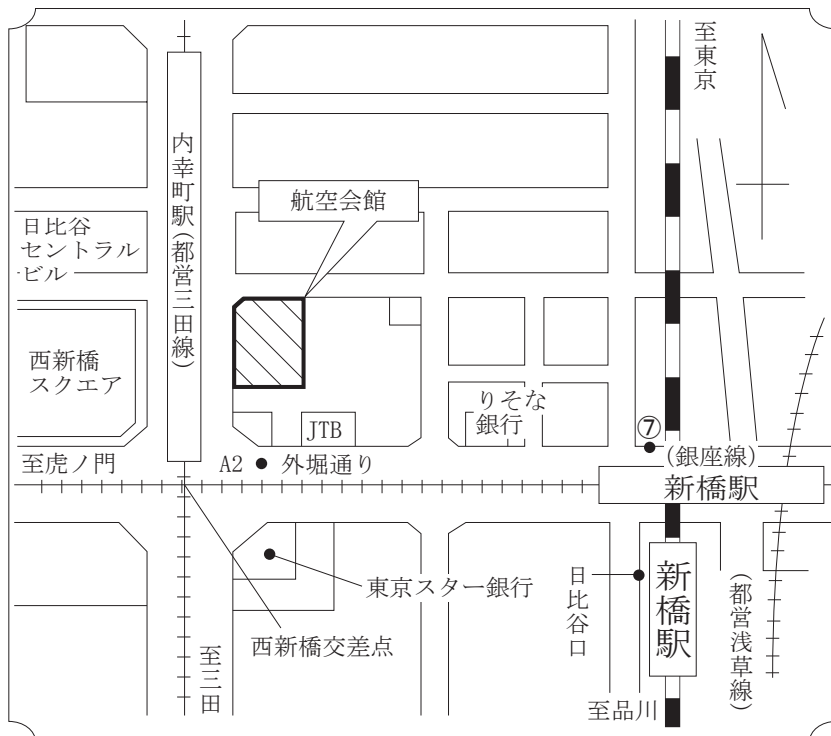 至東京
内幸町駅(都営三田線)
航空会館
日比谷
セントラル
ビル
西新橋
スクエア
JTB
りそな
銀行
⑦
至虎ノ門
A2
外堀通り
(銀座線)
新橋駅
東京スター銀行
日比谷口
新橋駅
(都営浅草線)
西新橋交差点
至三田
至品川